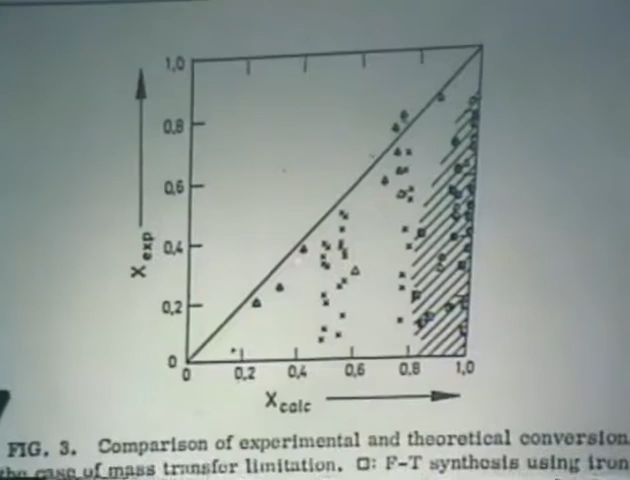 1,0
0,8
0,6
0,4
0,2
0
X exp
0 0,2 0,4 0,6 0,8 1,0
X calc
FIG. 3. Comparison of experimental and theoretical conversion
the case of mass transfer limitation. □: F-T synthesis using iron